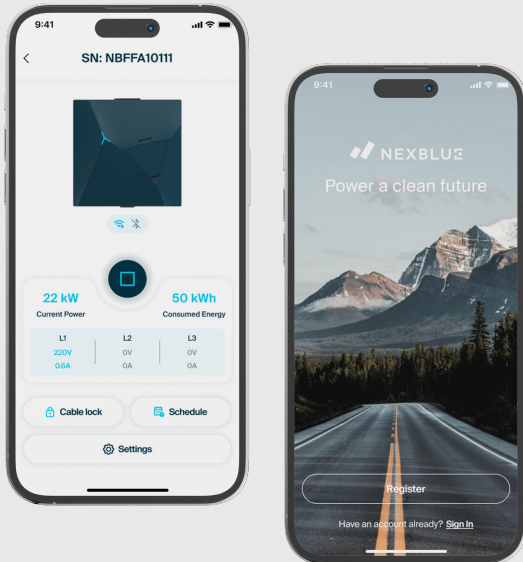 9:41
SN: NBFFA10111
22 kW
Current Power
50 kWh
Consumed Energy
L1 L2 L3
220V 0V 0V
0.6A 0A 0A
Cable lock
Schedule
Settings
9:41
NEXBLUE
Power a clean future
Register
Have an account already? Sign In